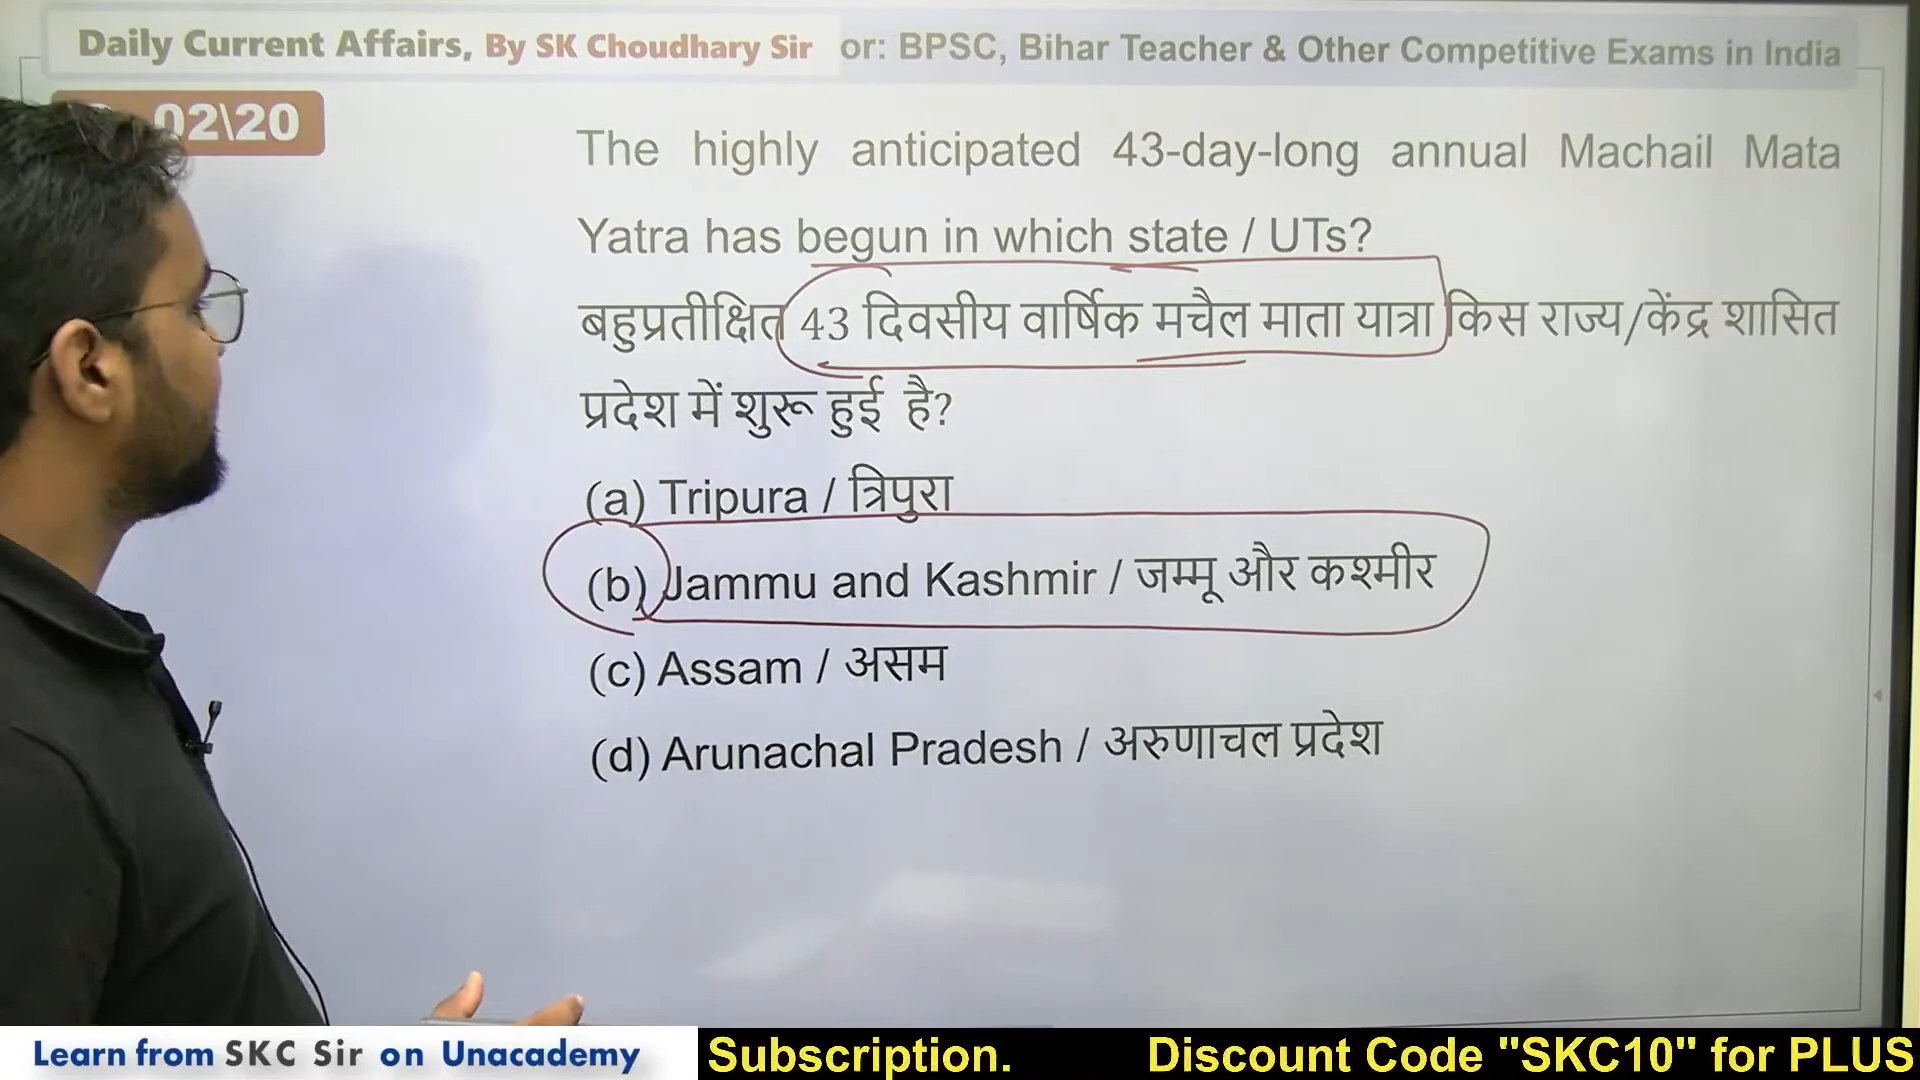 Daily Current Affairs, By SK Choudhary Sir or: BPSC, Bihar Teacher & Other Competitive Exams in India
02\20
The highly anticipated 43-day-long annual Machail Mata
Yatra has begun in which state / UTs?
बहुप्रतीक्षित 43 दिवसीय वार्षिक मचैल माता यात्रा किस राज्य/केंद्र शासित
प्रदेश में शुरू हुई है?
(a) Tripura / त्रिपुरा
(b) Jammu and Kashmir / जम्मू और कश्मीर
(c) Assam / असम
(d) Arunachal Pradesh / अरुणाचल प्रदेश
Learn from SKC Sir on Unacademy
Subscription. Discount Code "SKC10" for PLUS